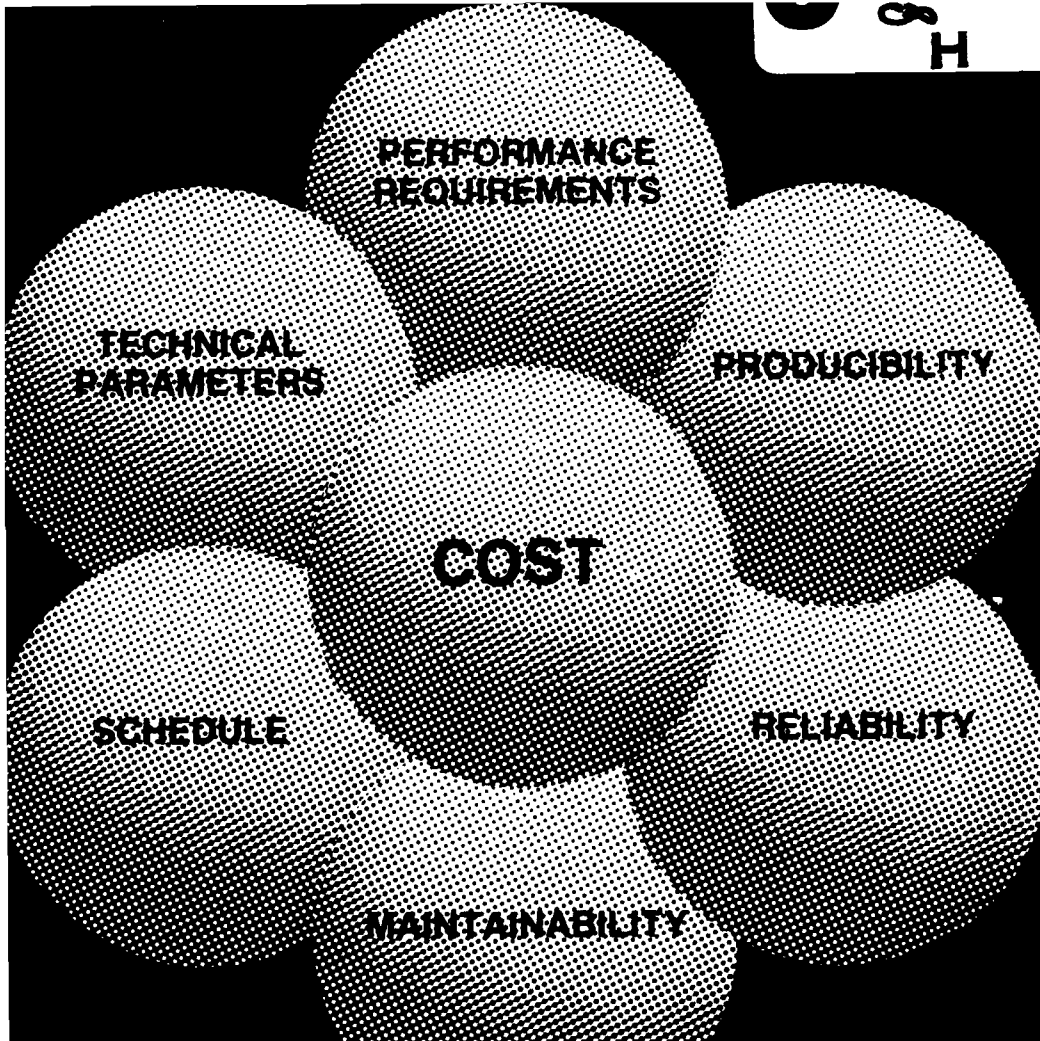 H
PERFORMANCE
REQUIREMENTS
TECHNICAL
PARAMETERS
PRODUCIBILITY
COST
SCHEDULE
RELIABILITY
MAINTAINABILITY